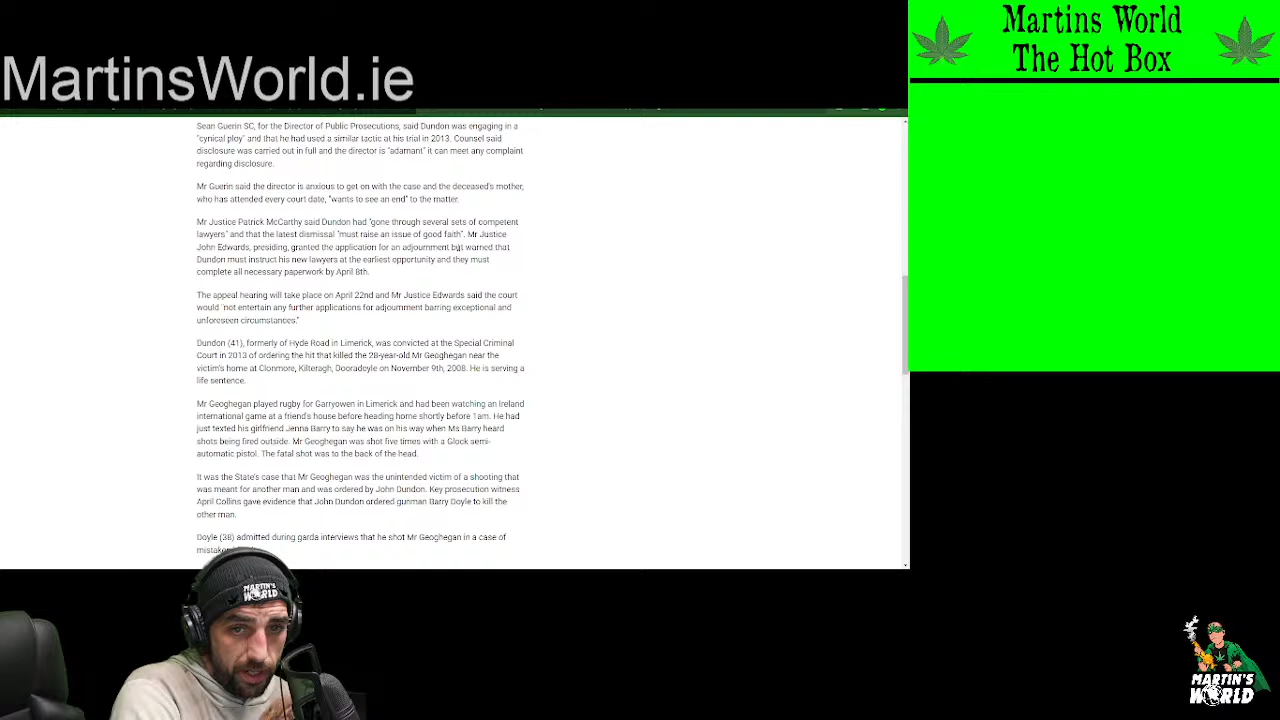 MartinsWorld.ie
Martins World
The Hot Box
Sean Guerin SC, for the Director of Public Prosecutions, said Dundon was engaging in a
"cynical ploy" and that he had used a similar tactic at his trial in 2013. Counsel said
disclosure was carried out in full and the director is "adamant" it can meet any complaint
regarding disclosure.
Mr Guerin said the director is anxious to get on with the case and the deceased's mother,
who has attended every court date, "wants to see an end" to the matter.
Mr Justice Patrick McCarthy said Dundon had "gone through several sets of competent
lawyers" and that the latest dismissal "must raise an issue of good faith". Mr Justice
John Edwards, presiding, granted the application for an adjournment but warned that
Dundon must instruct his new lawyers at the earliest opportunity and they must
complete all necessary paperwork by April 8th.
The appeal hearing will take place on April 22nd and Mr Justice Edwards said the court
would "not entertain any further applications for adjournment barring exceptional and
unforeseen circumstances."
Dundon (41), formerly of Hyde Road in Limerick, was convicted at the Special Criminal
Court in 2013 of ordering the hit that killed the 28-year-old Mr Geoghegan near the
victim's home at Clonmore, Kilteragh, Dooradoyle on November 9th, 2008. He is serving a
life sentence.
Mr Geoghegan played rugby for Garryowen in Limerick and had been watching an Ireland
international game at a friend's house before heading home shortly before 1am. He had
just texted his girlfriend Jenna Barry to say he was on his way when Ms Barry heard
shots being fired outside. Mr Geoghegan was shot five times with a Glock semi-
automatic pistol. The fatal shot was to the back of the head.
It was the State's case that Mr Geoghegan was the unintended victim of a shooting that
was meant for another man and was ordered by John Dundon. Key prosecution witness
April Collins gave evidence that John Dundon ordered gunman Barry Doyle to kill the
other man.
Doyle (38) admitted during garda interviews that he shot Mr Geoghegan in a case of
MARTIN'S
WORLD
MARTIN'S
WORLD